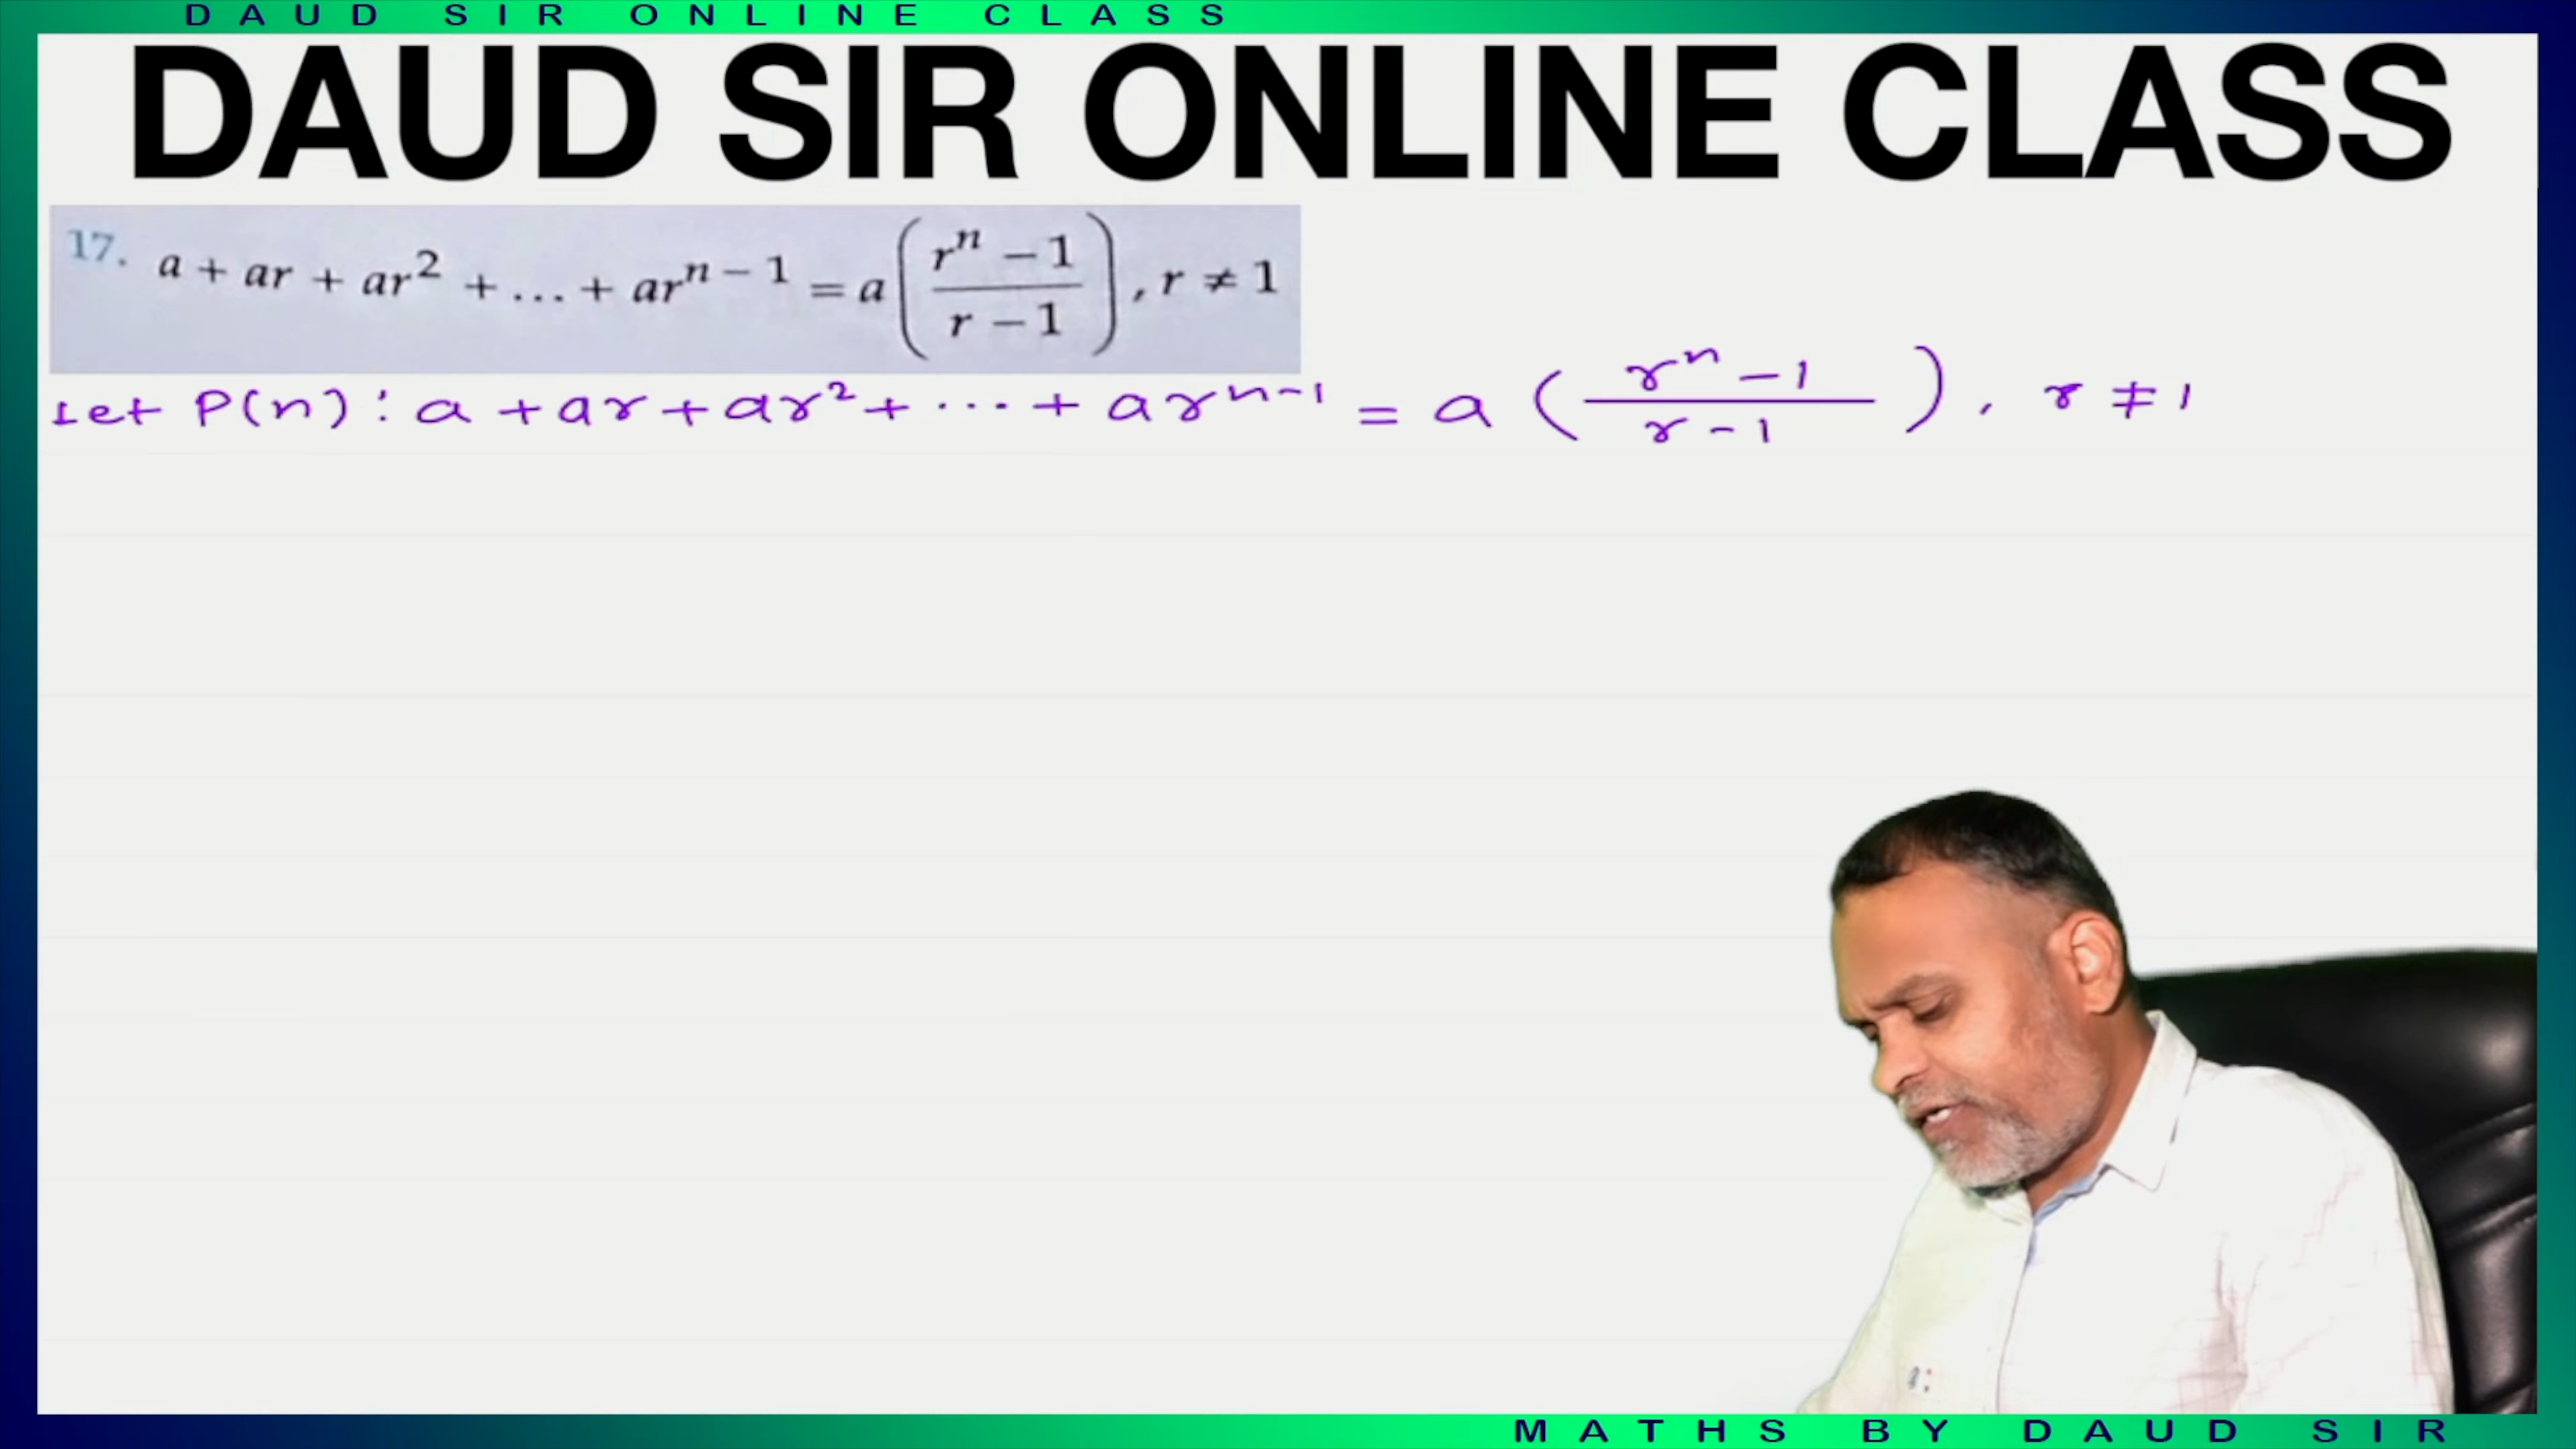 DAUD SIR ONLINE CLASS
DAUD SIR ONLINE CLASS
17. a + ar + ar² + ... + arⁿ⁻¹ = a((rⁿ − 1)/(r − 1)), r ≠ 1
Let P(n) : a + ar + ar² + ... + arⁿ⁻¹ = a((rⁿ − 1)/(r − 1)), r ≠ 1
MATHS BY DAUD SIR